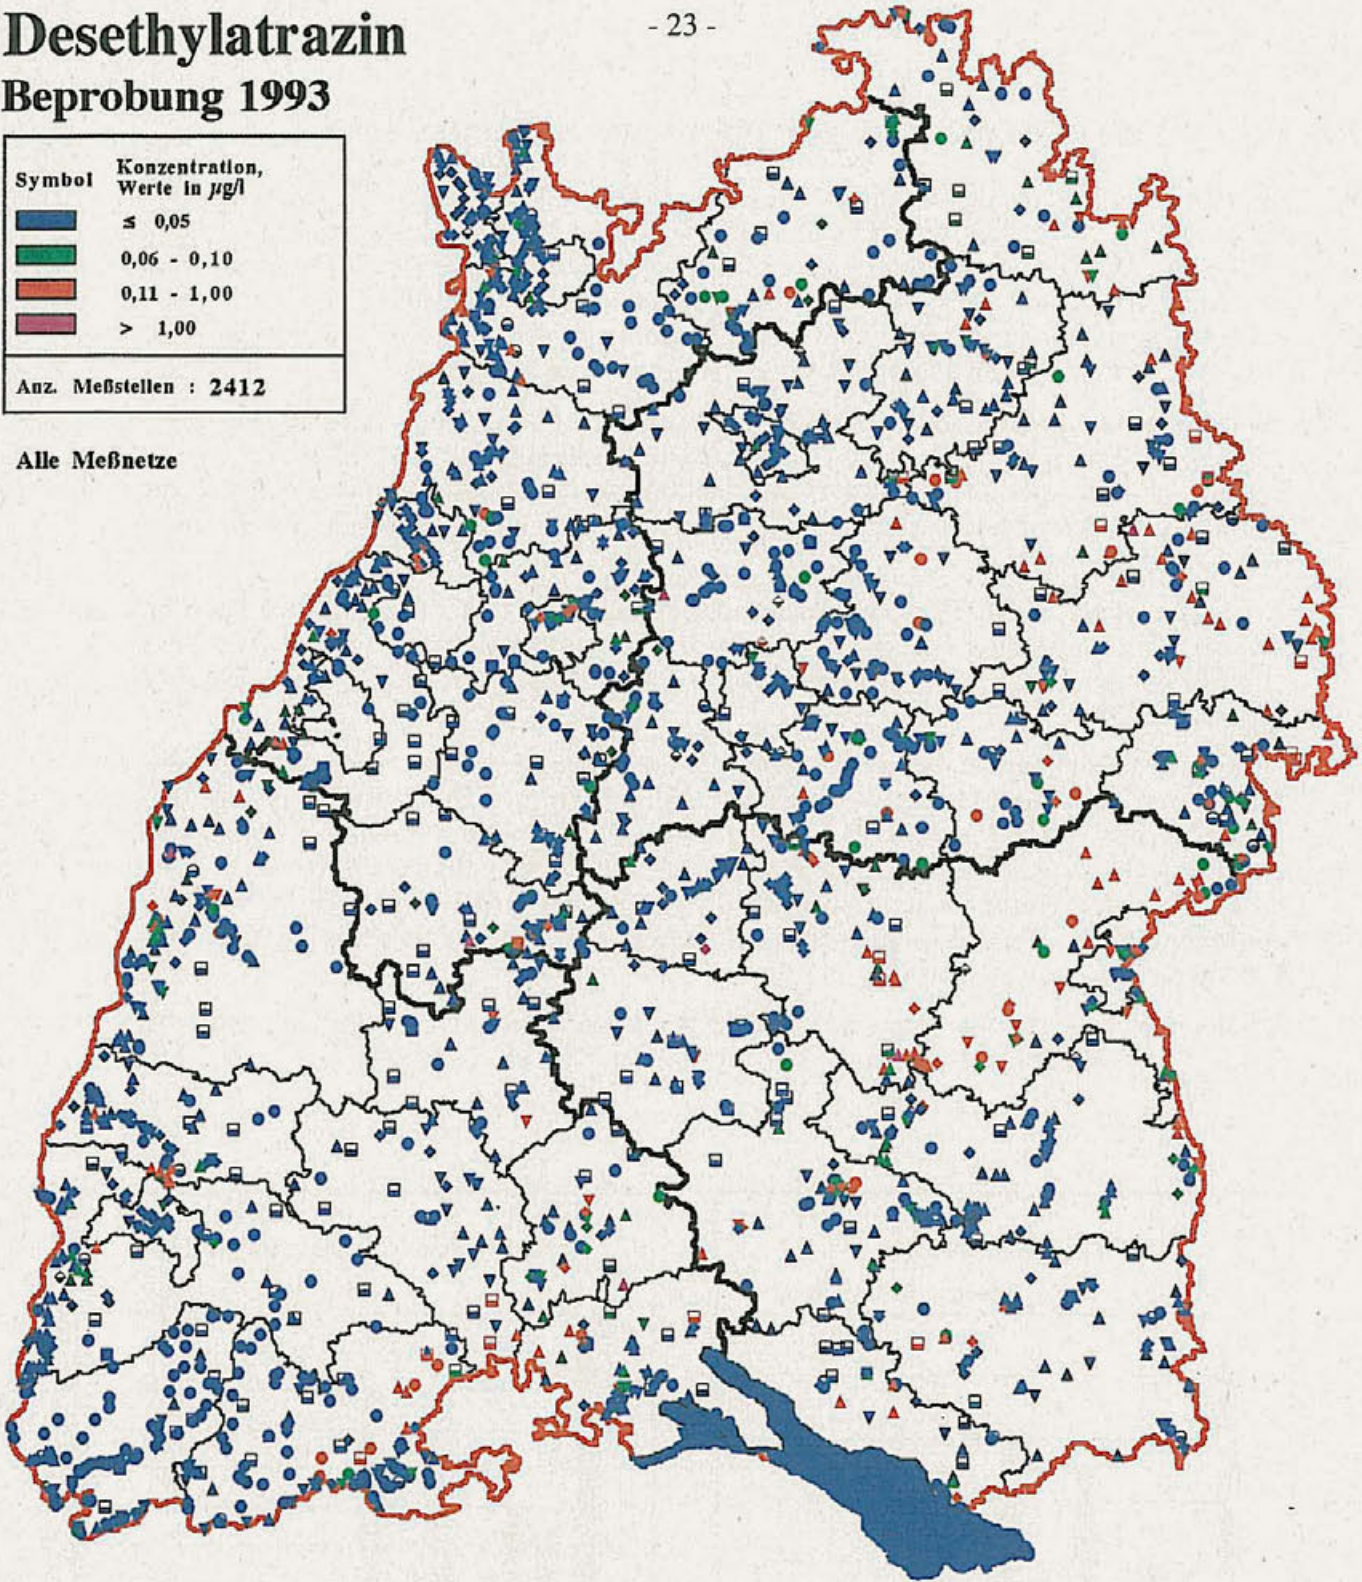 Desethylatrazin
- 23 -
Beprobung 1993
Symbol Konzentration,
Werte in µg/l
≤ 0,05
0,06 - 0,10
0,11 - 1,00
> 1,00
Anz. Meßstellen : 2412
Alle Meßnetze